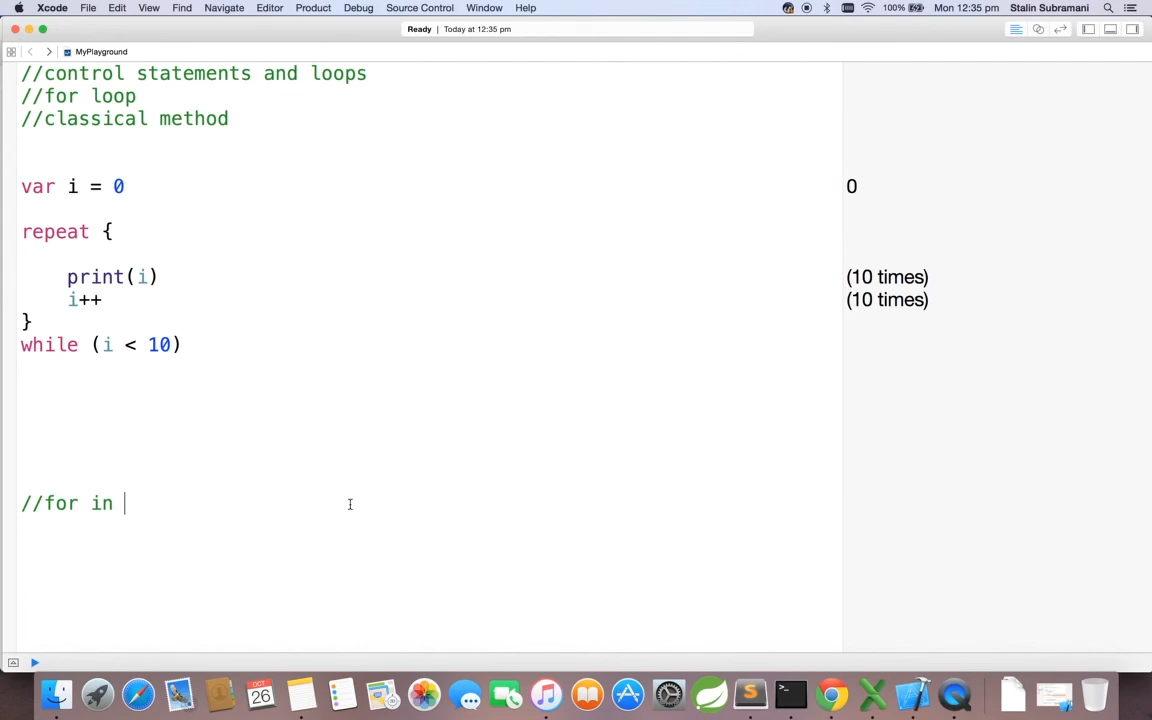 Xcode File Edit View Find Navigate Editor Product Debug Source Control Window Help 100% Mon 12:35 pm Stalin Subramani
Ready | Today at 12:35 pm
MyPlayground
//control statements and loops
//for loop
//classical method
var i = 0 0
repeat {
print(i) (10 times)
i++ (10 times)
}
while (i < 10)
//for in
OCT
26